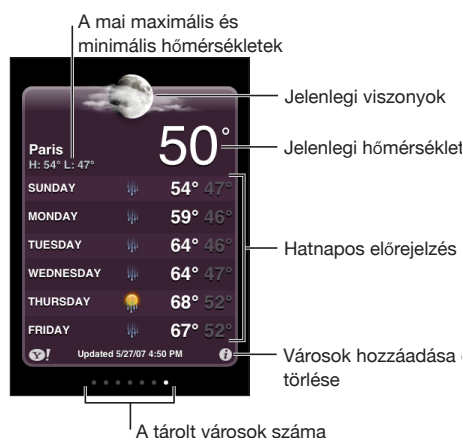 A mai maximális és
minimális hőmérsékletek
Jelenlegi viszonyok
50°
Jelenlegi hőmérséklet
Paris
H: 54° L: 47°
SUNDAY 54° 47°
MONDAY 59° 46°
TUESDAY 64° 46°
Hatnapos előrejelzés
WEDNESDAY 64° 47°
THURSDAY 68° 52°
FRIDAY 67° 52°
Y! Updated 5/27/07 4:50 PM i
Városok hozzáadása
törlése
A tárolt városok száma